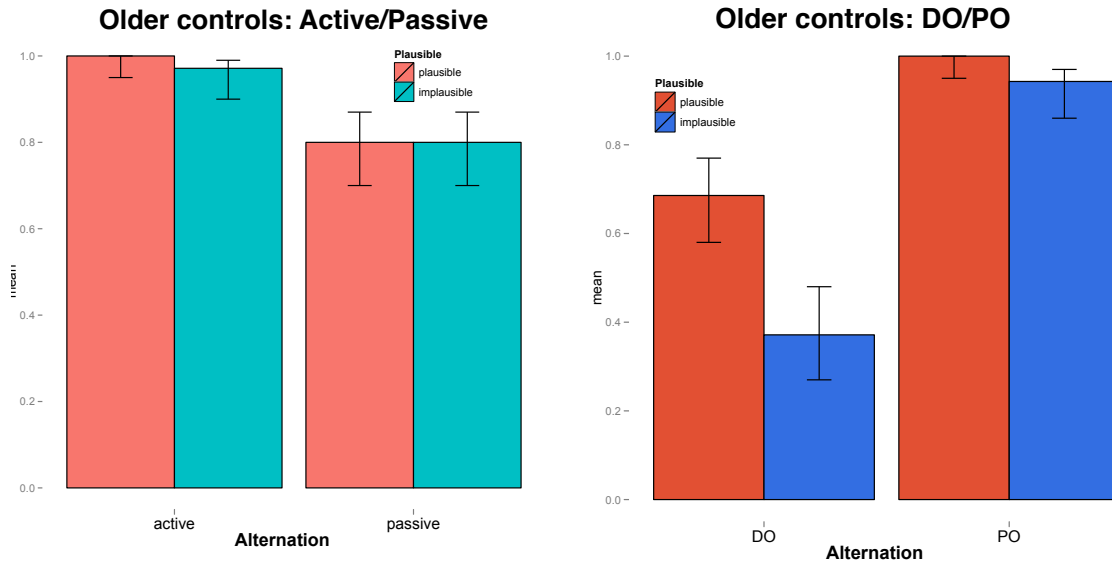 Older controls: Active/Passive
Plausible
plausible
implausible
1.0
0.8
0.6
0.4
0.2
0.0
mean
active
passive
Alternation
Older controls: DO/PO
Plausible
plausible
implausible
1.0
0.8
0.6
0.4
0.2
0.0
mean
DO
PO
Alternation